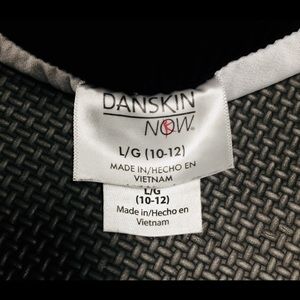 DANSKIN
NOW
L/G (10-12)
MADE IN/HECHO EN
VIETNAM
L/G
(10-12)
Made in/Hecho en
Vietnam